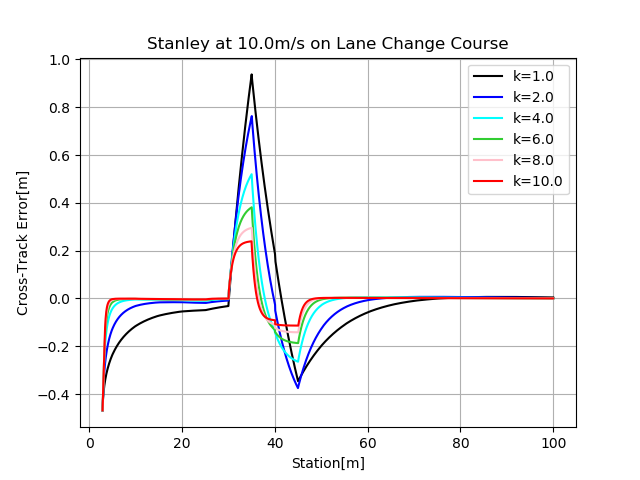 Stanley at 10.0m/s on Lane Change Course
1.0
0.8
0.6
0.4
0.2
0.0
−0.2
−0.4
Cross-Track Error[m]
k=1.0
k=2.0
k=4.0
k=6.0
k=8.0
k=10.0
0 20 40 60 80 100
Station[m]